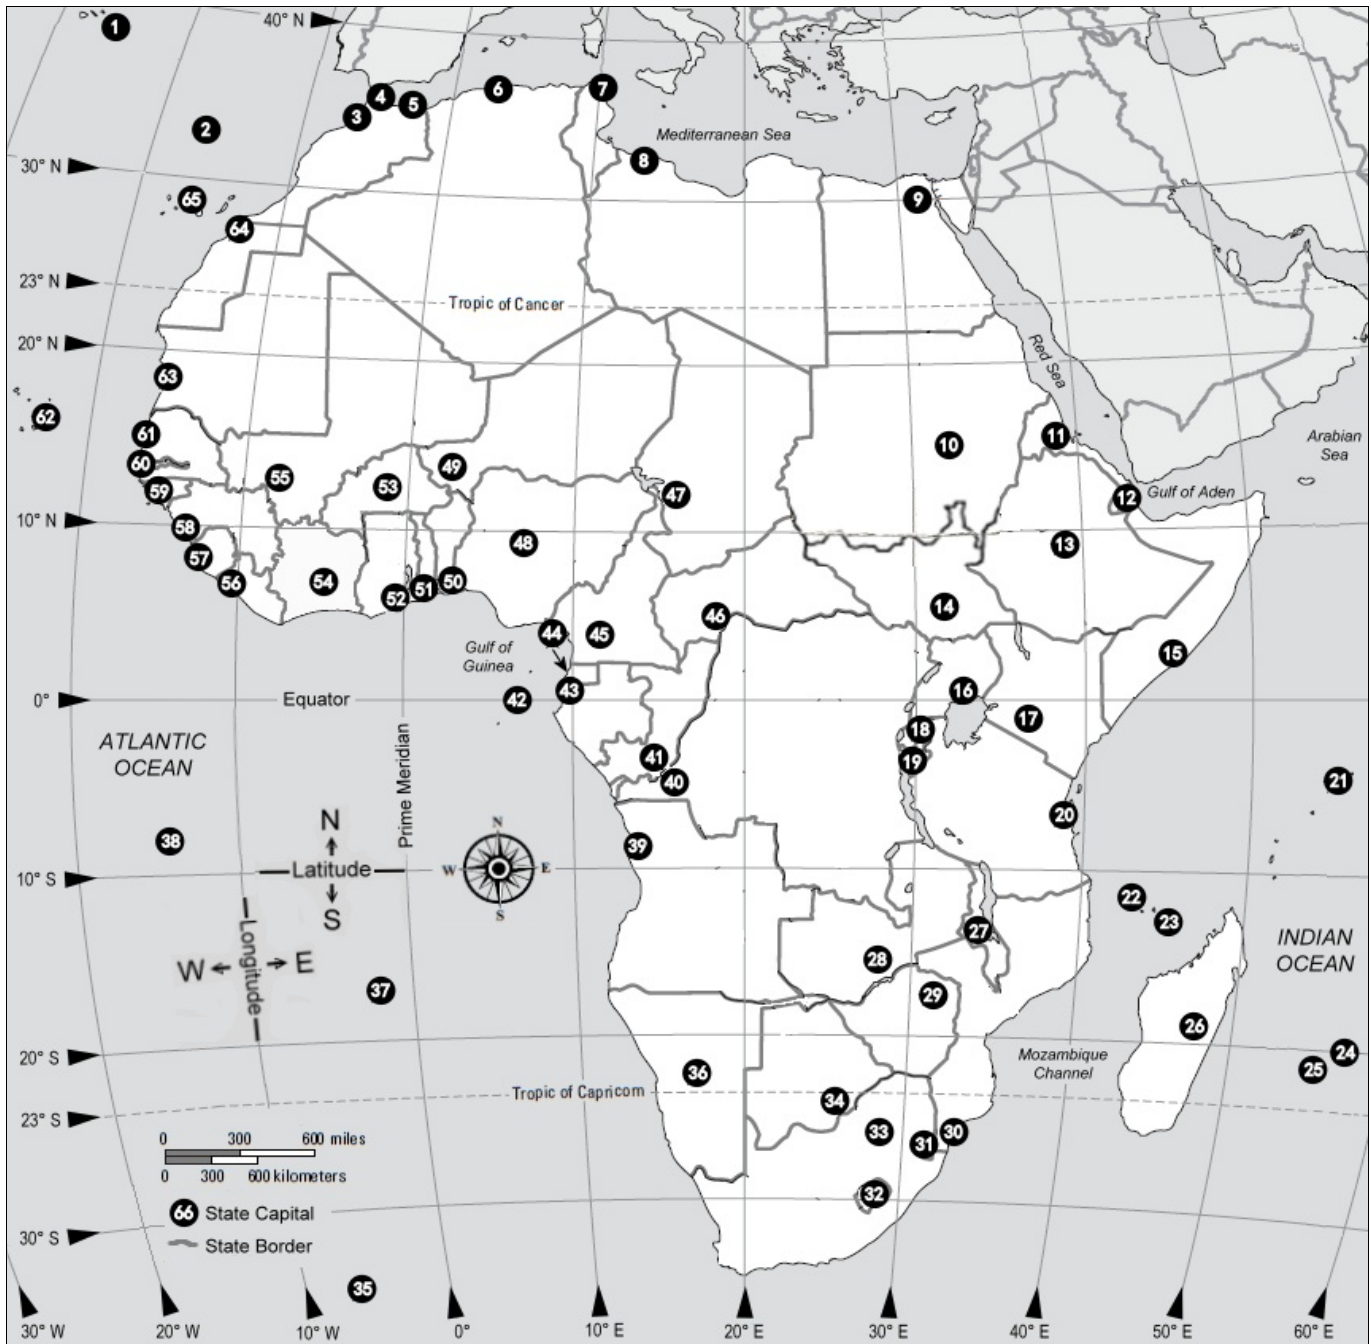 40° N
1
4
5
6
7
3
2
Mediterranean Sea
8
30° N
65
9
64
23° N
Tropic of Cancer
20° N
Red Sea
63
62
61
10
11
Arabian
Sea
60
59
55
53
49
47
12
Gulf of Aden
10° N
58
57
48
13
56
54
52
51
50
44
45
46
14
Gulf of
Guinea
15
0°
Equator
42
43
16
17
ATLANTIC
OCEAN
Prime Meridian
41
40
18
19
21
20
38
N
Latitude
S
39
N
W
E
S
10° S
Longitude
W
E
22
23
27
INDIAN
OCEAN
37
28
29
26
20° S
Mozambique
Channel
24
25
36
Tropic of Capricorn
34
23° S
33
31
30
0 300 600 miles
0 300 600 kilometers
32
66 State Capital
State Border
30° S
35
30° W
20° W
10° W
0°
10° E
20° E
30° E
40° E
50° E
60° E